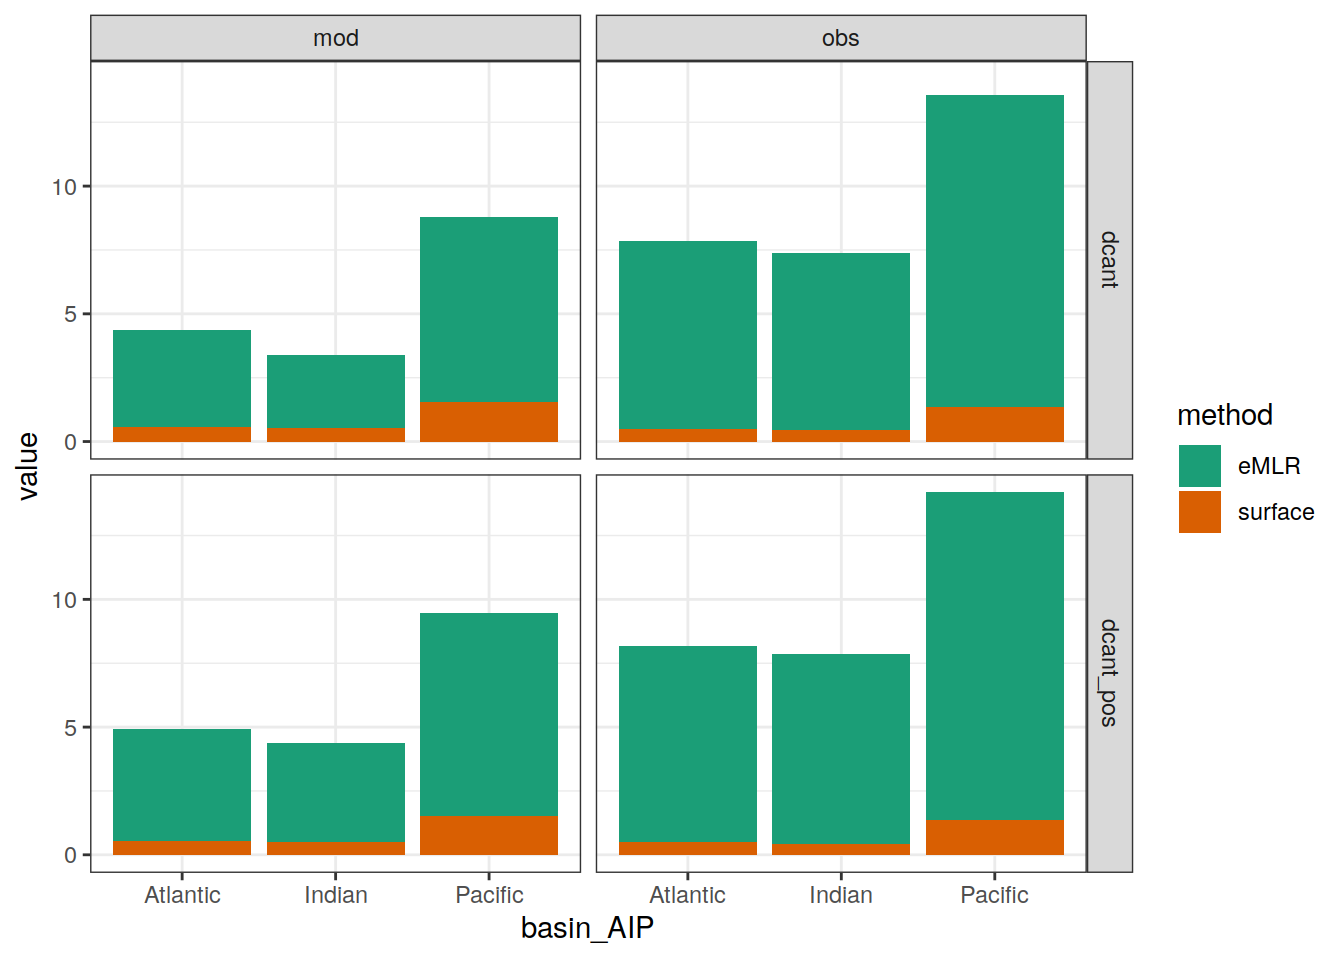 mod
obs
10
5
0
dcant
10
5
0
dcant_pos
value
Atlantic
Indian
Pacific
Atlantic
Indian
Pacific
basin_AIP
method
eMLR
surface